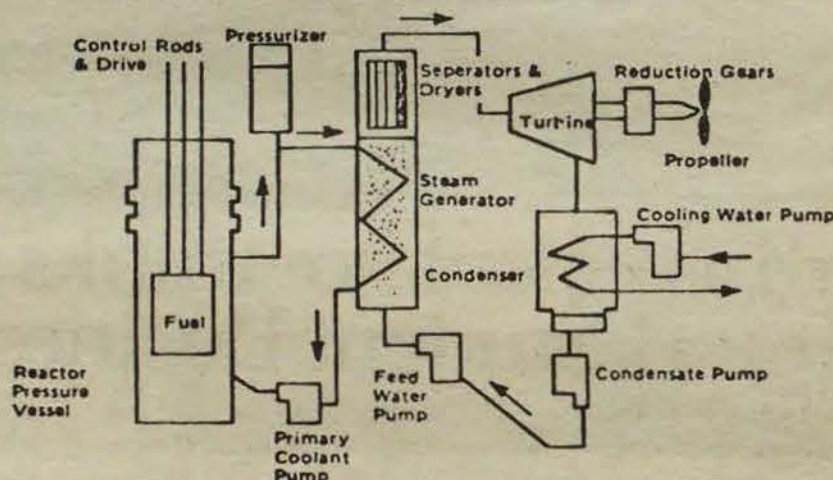 Control Rods
& Drive
Pressurizer
Seperators &
Dryers
Reduction Gears
Turbine
Propeller
Steam
Generator
Cooling Water Pump
Condenser
Fuel
Reactor
Pressure
Vessel
Feed
Water
Pump
Condensate Pump
Primary
Coolant
Pump